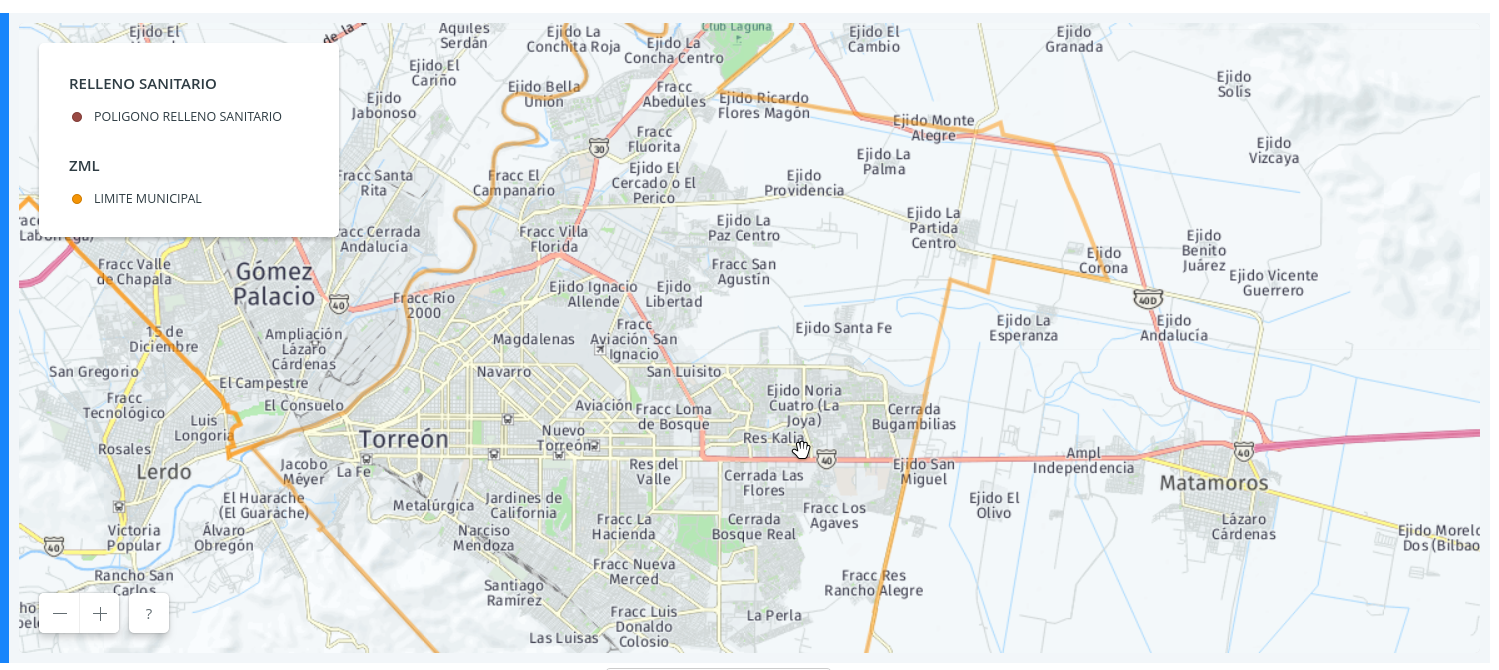 RELLENO SANITARIO
POLIGONO RELLENO SANITARIO
ZML
LIMITE MUNICIPAL
Ejido El
de la
Aquiles
Serdán
Ejido La
Conchita Roja
Ejido La
Concha Centro
Club Laguna
Ejido El
Cambio
Ejido
Granada
Ejido El
Cariño
Ejido
Jabonoso
Ejido Bella
Unión
Fracc
Abedules
Ejido Ricardo
Flores Magón
Ejido
Solís
Ejido Monte
Alegre
Fracc
Fluorita
30
Ejido La
Palma
Ejido
Vizcaya
Fracc Santa
Rita
Fracc El
Campanario
Ejido El
Cercado o El
Perico
Ejido
Providencia
Ejido La
Partida
Centro
Ejido La
Paz Centro
Fracc Cerrada
Andalucía
Fracc Villa
Florida
Ejido
Benito
Juárez
Ejido
Corona
Fracc Valle
de Chapala
Gómez
Palacio
Fracc San
Agustín
Ejido Vicente
Guerrero
40
Fracc Río
2000
Ejido Ignacio
Allende
Ejido
Libertad
40D
15 de
Diciembre
Ampliación
Lázaro
Cárdenas
Magdalenas
Fracc
Aviación San
Ignacio
Ejido Santa Fe
Ejido La
Esperanza
Ejido
Andalucía
San Gregorio
El Campestre
Navarro
San Luisito
Fracc
Tecnológico
El Consuelo
Aviación
Fracc Loma
de Bosque
Ejido Noria
Cuatro (La
Joya)
Cerrada
Bugambilias
Luis
Longoria
Rosales
Torreón
Nuevo
Torreón
Res Kalia
40
40
Lerdo
Jacobo
Meyer
La Fe
Res del
Valle
Cerrada Las
Flores
Ejido San
Miguel
Ampl
Independencia
Matamoros
El Huarache
(El Guarache)
Metalúrgica
Jardines de
California
Fracc Los
Agaves
Ejido El
Olivo
Victoria
Popular
Álvaro
Obregón
Narciso
Mendoza
Fracc La
Hacienda
Cerrada
Bosque Real
Lázaro
Cárdenas
Ejido Morelo
Dos (Bilbao
40
Rancho San
Carlos
Santiago
Ramírez
Fracc Nueva
Merced
Fracc Res
Rancho Alegre
Fracc Luis
Donaldo
Colosio
La Perla
Las Luisas
?